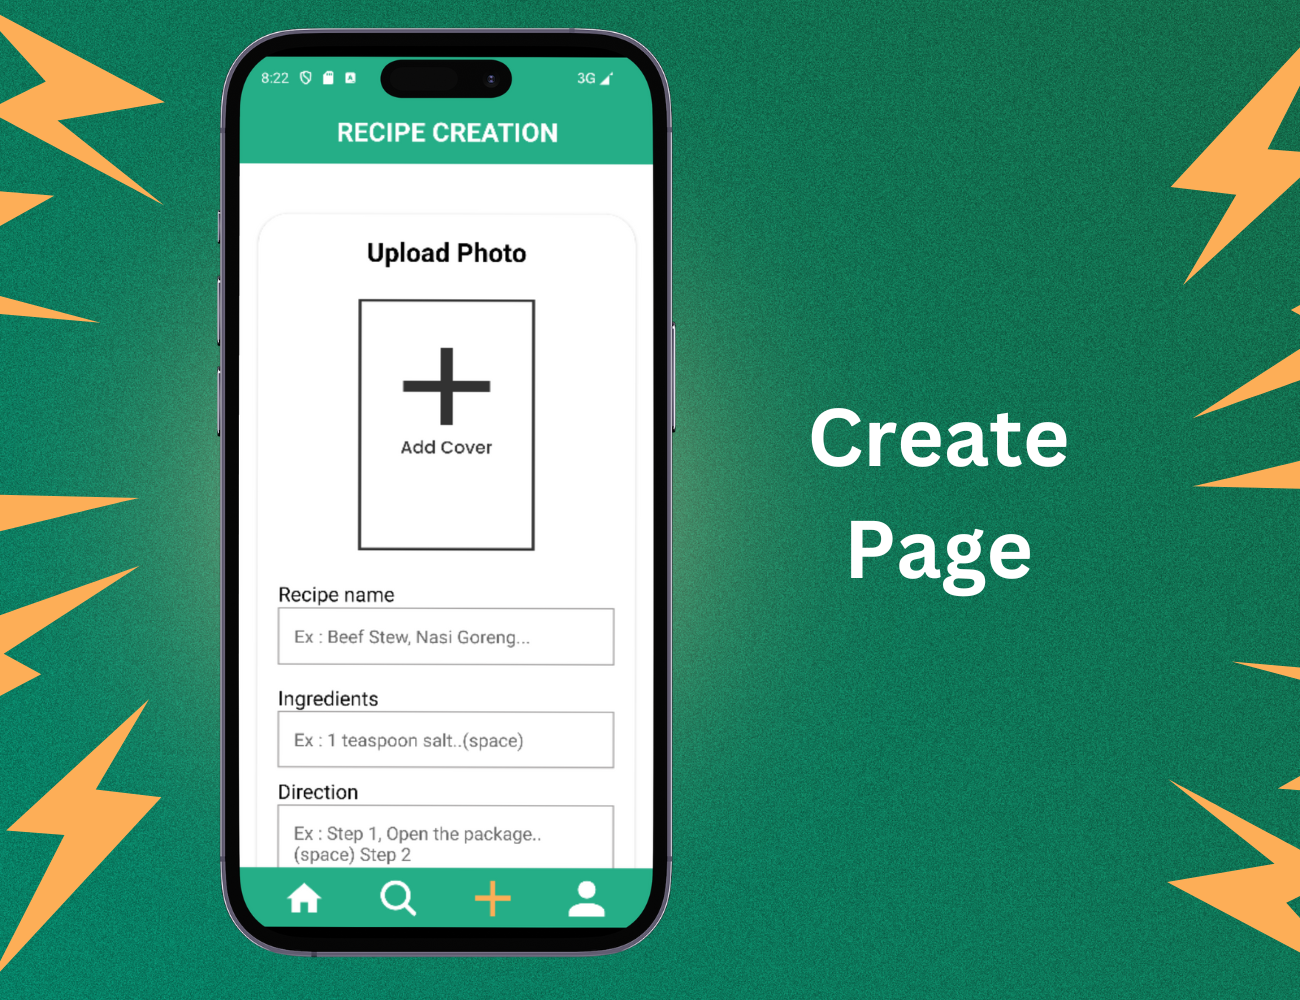 8:22
3G
RECIPE CREATION
Upload Photo
Add Cover
Recipe name
Ex : Beef Stew, Nasi Goreng...
Ingredients
Ex : 1 teaspoon salt..(space)
Direction
Ex : Step 1, Open the package..
(space) Step 2
Create
Page